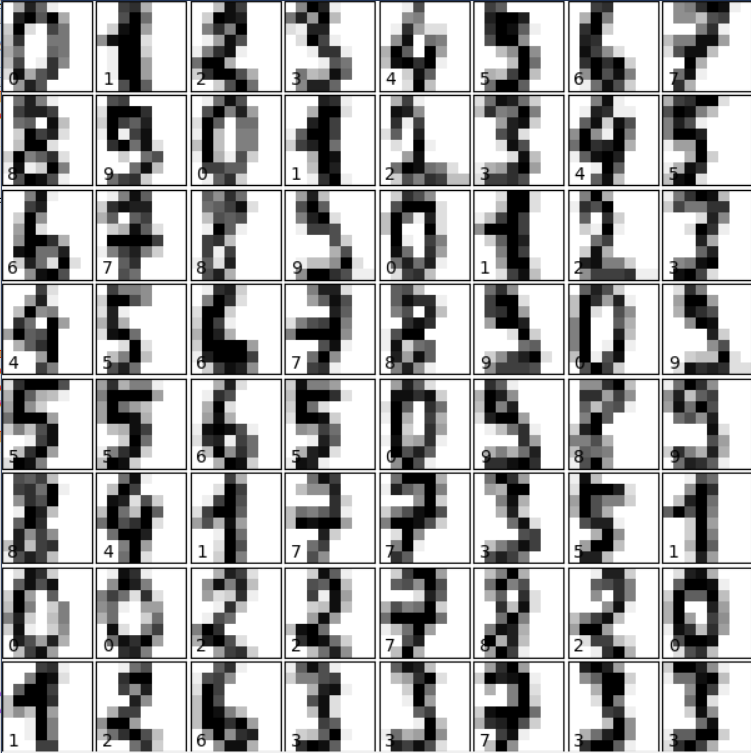 0 1 2 3 4 5 6 7
8 9 0 1 2 3 4 5
6 7 8 9 0 1 2 3
4 5 6 7 8 9 0 9
5 5 6 5 0 9 8 9
8 4 1 7 7 3 5 1
0 0 2 2 7 8 2 0
1 2 6 3 3 7 3 3